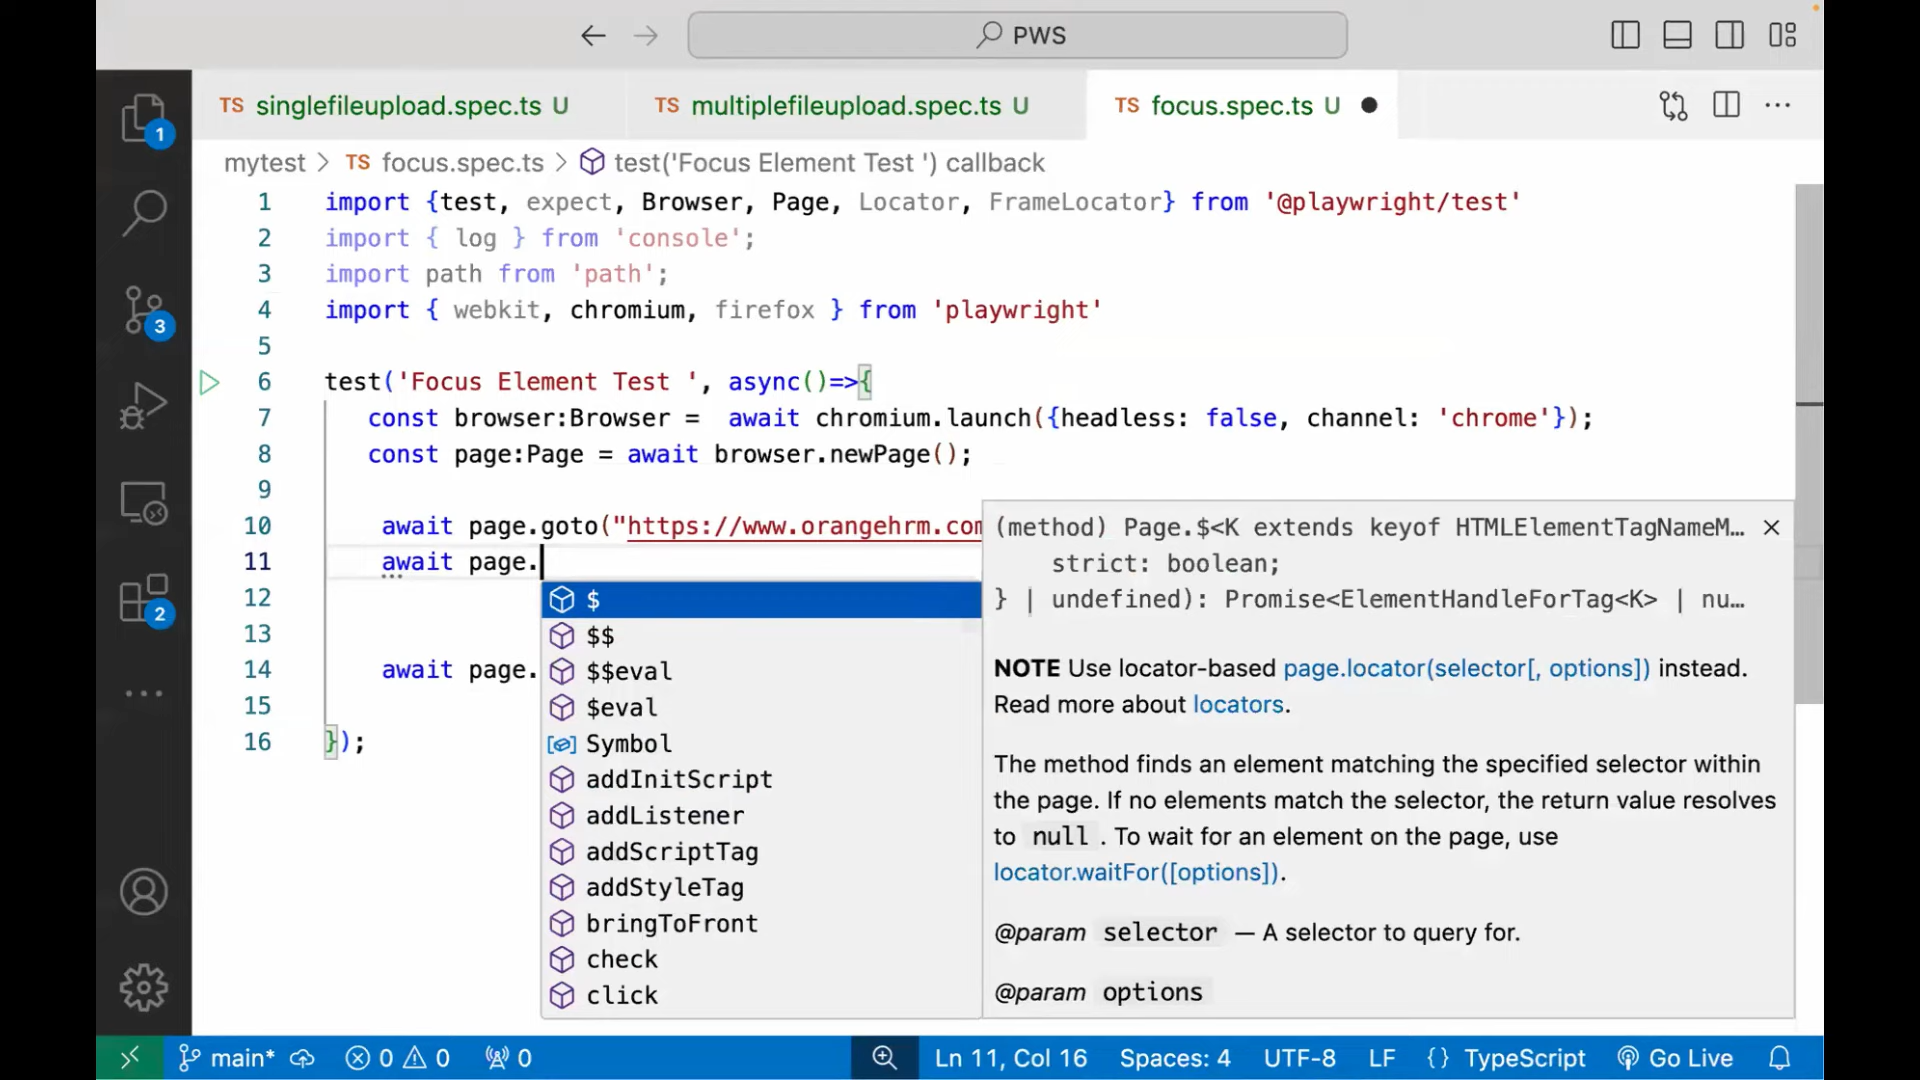 PWS
TS singlefileupload.spec.ts U
TS multiplefileupload.spec.ts U
TS focus.spec.ts U
mytest > TS focus.spec.ts > test('Focus Element Test ') callback
1 import {test, expect, Browser, Page, Locator, FrameLocator} from '@playwright/test'
2 import { log } from 'console';
3 import path from 'path';
4 import { webkit, chromium, firefox } from 'playwright'
5
6 test('Focus Element Test ', async()=>{
7 const browser:Browser = await chromium.launch({headless: false, channel: 'chrome'});
8 const page:Page = await browser.newPage();
9
10 await page.goto("https://www.orangehrm.com
11 await page.
12
13
14 await page.
15
16 });
$
$$
$$eval
$eval
Symbol
addInitScript
addListener
addScriptTag
addStyleTag
bringToFront
check
click
(method) Page.$<K extends keyof HTMLElementTagNameM…
strict: boolean;
} | undefined): Promise<ElementHandleForTag<K> | nu…
NOTE Use locator-based page.locator(selector[, options]) instead.
Read more about locators.
The method finds an element matching the specified selector within
the page. If no elements match the selector, the return value resolves
to null . To wait for an element on the page, use
locator.waitFor([options]).
@param selector — A selector to query for.
@param options
1
3
2
main* 0 0 0 Ln 11, Col 16 Spaces: 4 UTF-8 LF {} TypeScript Go Live